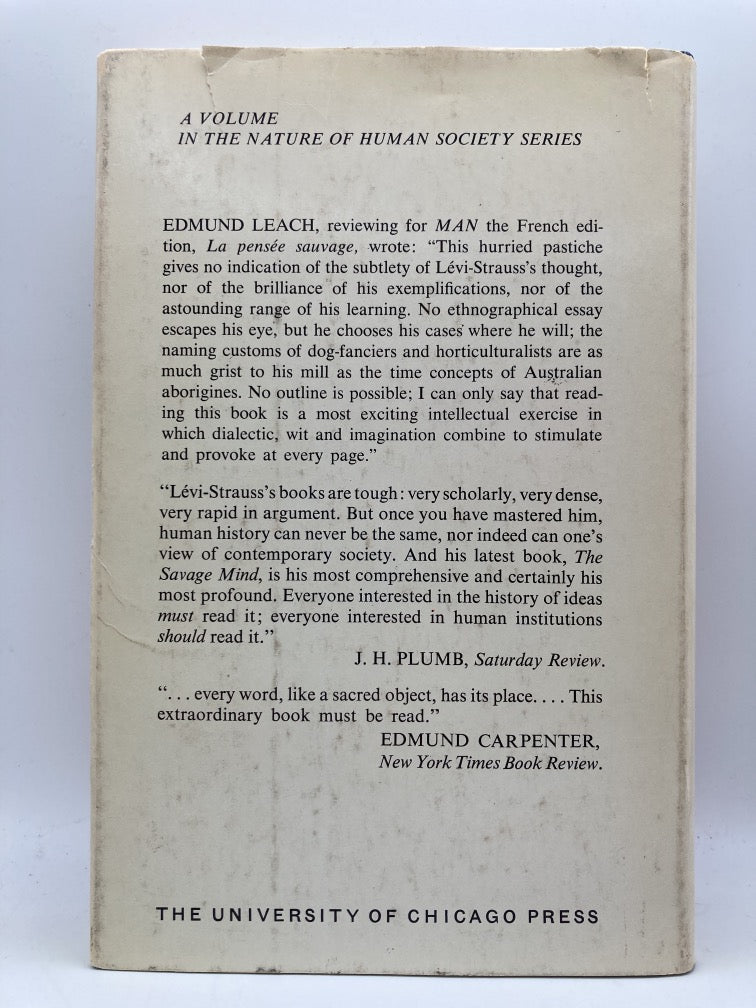 A VOLUME
IN THE NATURE OF HUMAN SOCIETY SERIES
EDMUND LEACH, reviewing for MAN the French edi-
tion, La pensée sauvage, wrote: “This hurried pastiche
gives no indication of the subtlety of Lévi-Strauss’s thought,
nor of the brilliance of his exemplifications, nor of the
astounding range of his learning. No ethnographical essay
escapes his eye, but he chooses his cases where he will; the
naming customs of dog-fanciers and horticulturalists are as
much grist to his mill as the time concepts of Australian
aborigines. No outline is possible; I can only say that read-
ing this book is a most exciting intellectual exercise in
which dialectic, wit and imagination combine to stimulate
and provoke at every page.”
“Lévi-Strauss’s books are tough: very scholarly, very dense,
very rapid in argument. But once you have mastered him,
human history can never be the same, nor indeed can one’s
view of contemporary society. And his latest book, The
Savage Mind, is his most comprehensive and certainly his
most profound. Everyone interested in the history of ideas
must read it; everyone interested in human institutions
should read it.”
J. H. PLUMB, Saturday Review.
“. . . every word, like a sacred object, has its place. . . . This
extraordinary book must be read.”
EDMUND CARPENTER,
New York Times Book Review.
THE UNIVERSITY OF CHICAGO PRESS